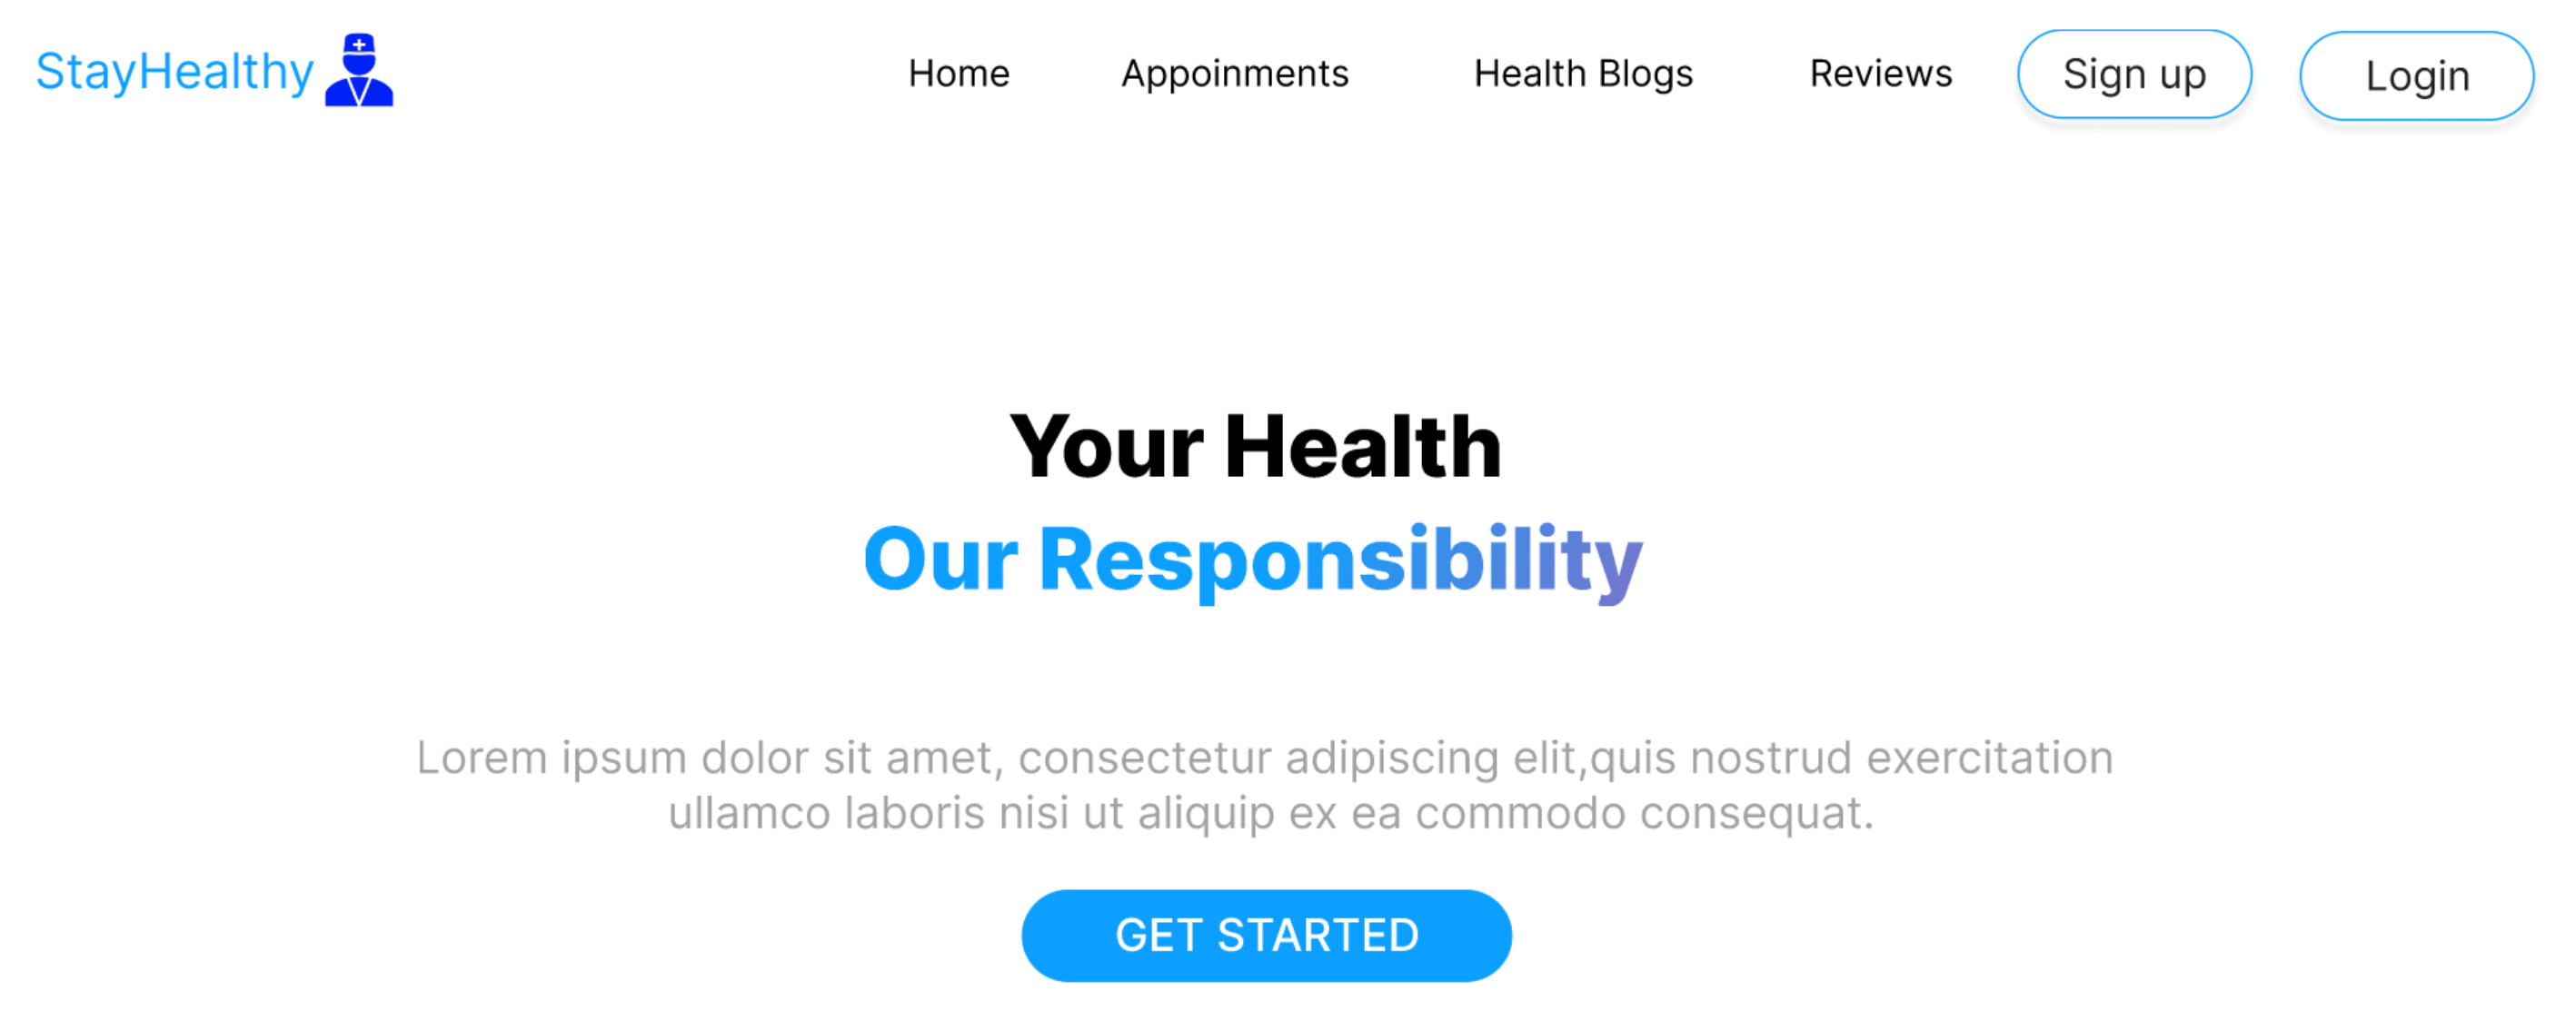 StayHealthy Home Appoinments Health Blogs Reviews Sign up Login
Your Health
Our Responsibility
Lorem ipsum dolor sit amet, consectetur adipiscing elit,quis nostrud exercitation
ullamco laboris nisi ut aliquip ex ea commodo consequat.
GET STARTED